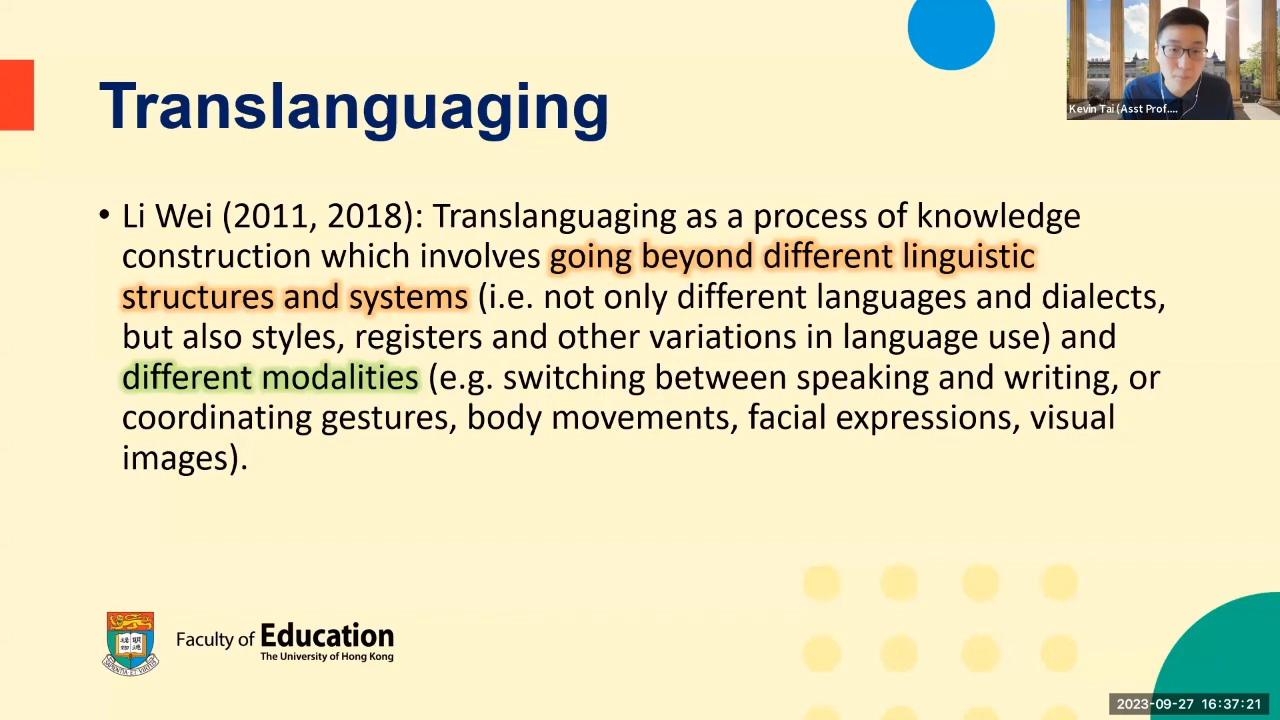 Kevin Tai (Asst Prof....
Translanguaging
• Li Wei (2011, 2018): Translanguaging as a process of knowledge
construction which involves going beyond different linguistic
structures and systems (i.e. not only different languages and dialects,
but also styles, registers and other variations in language use) and
different modalities (e.g. switching between speaking and writing, or
coordinating gestures, body movements, facial expressions, visual
images).
Faculty of Education
The University of Hong Kong
2023-09-27 16:37:21